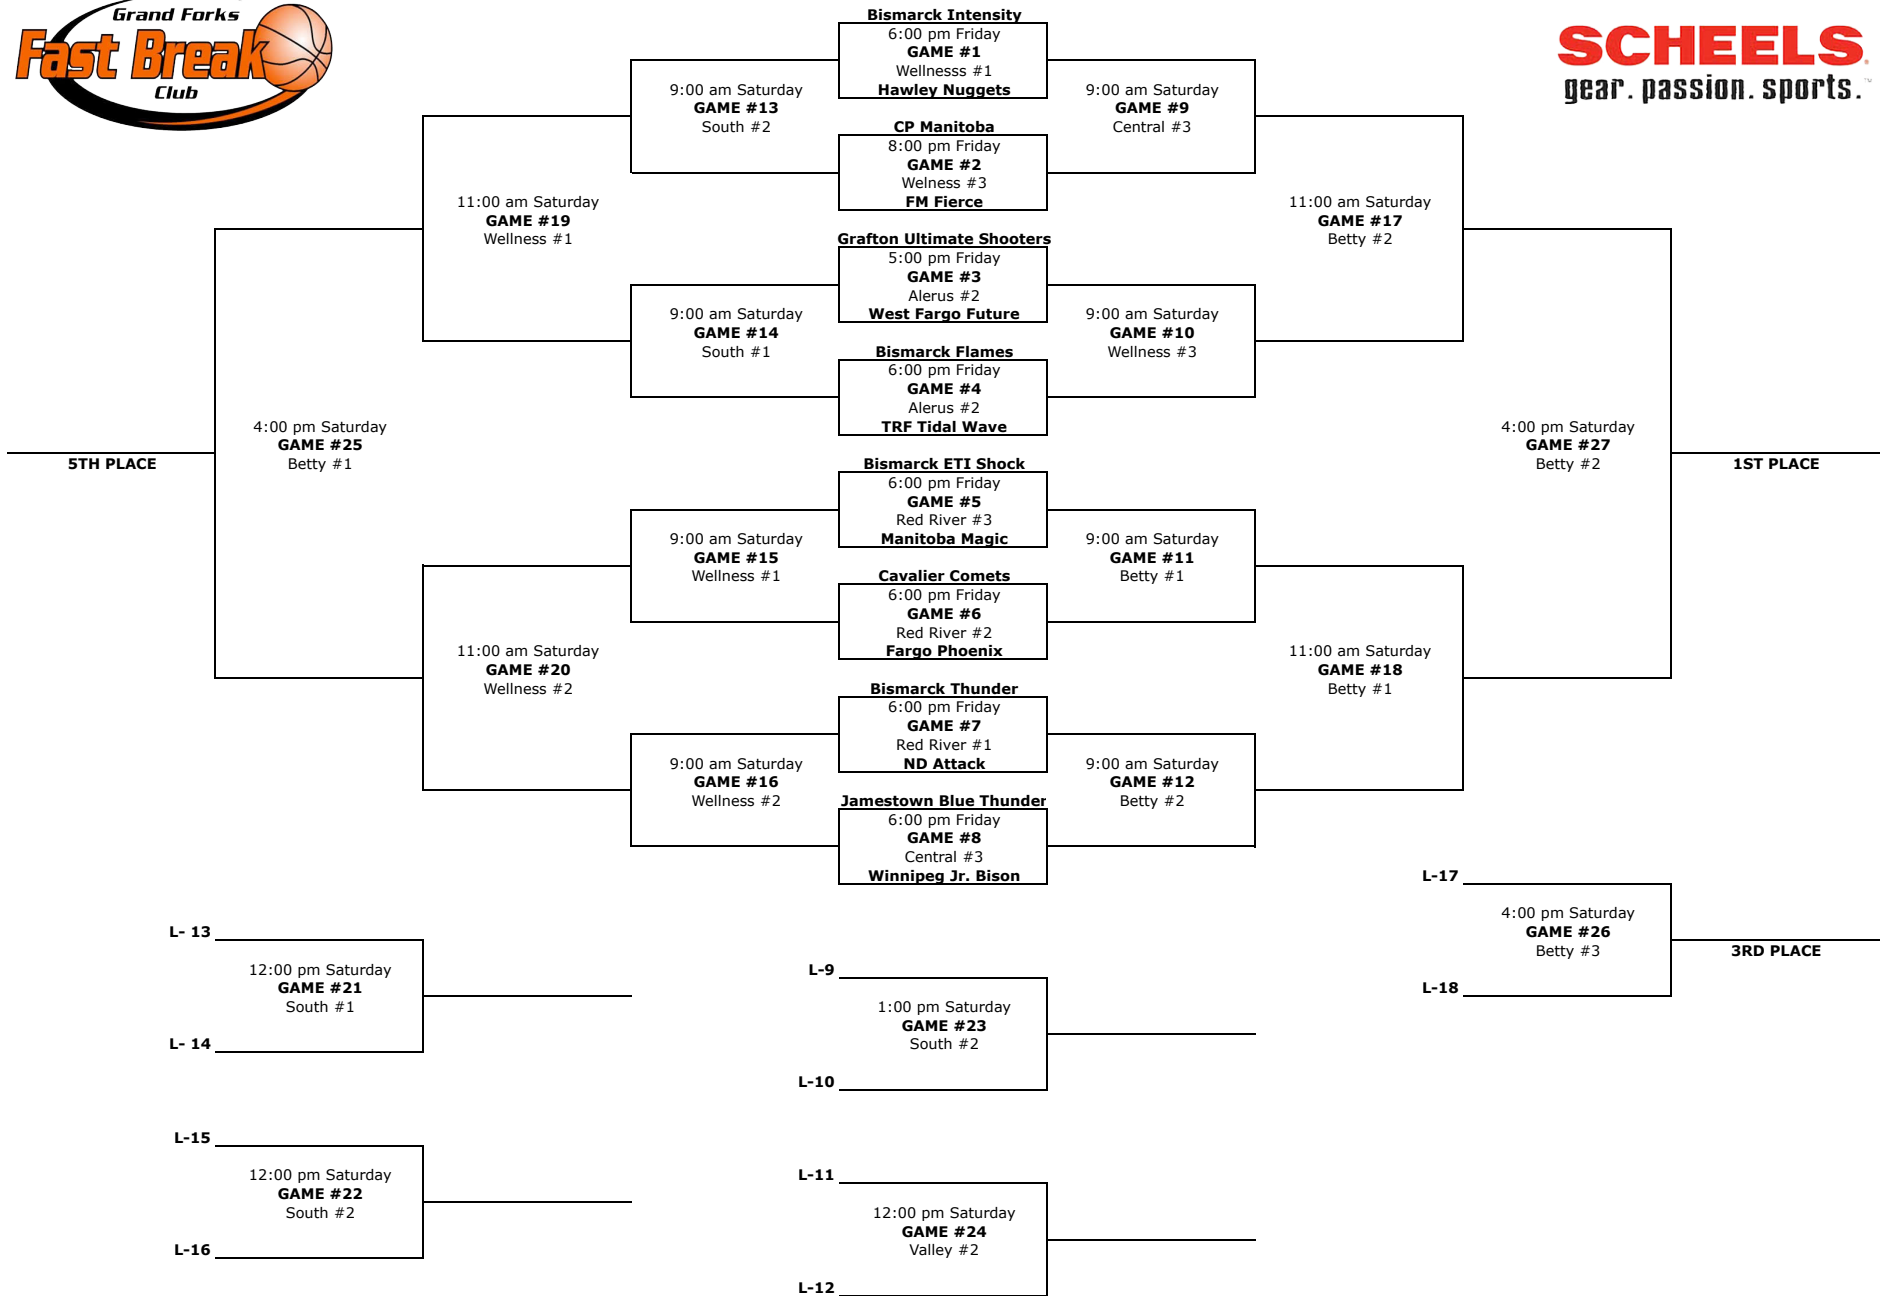 Grand Forks
Fast Break
Club
SCHEELS
gear. passion. sports.™
Bismarck Intensity
6:00 pm Friday
GAME #1
Wellnesss #1
Hawley Nuggets
9:00 am Saturday
GAME #13
South #2
9:00 am Saturday
GAME #9
Central #3
CP Manitoba
8:00 pm Friday
GAME #2
Welness #3
FM Fierce
11:00 am Saturday
GAME #19
Wellness #1
11:00 am Saturday
GAME #17
Betty #2
Grafton Ultimate Shooters
5:00 pm Friday
GAME #3
Alerus #2
West Fargo Future
9:00 am Saturday
GAME #14
South #1
9:00 am Saturday
GAME #10
Wellness #3
Bismarck Flames
6:00 pm Friday
GAME #4
Alerus #2
TRF Tidal Wave
4:00 pm Saturday
GAME #25
Betty #1
5TH PLACE
4:00 pm Saturday
GAME #27
Betty #2
1ST PLACE
Bismarck ETI Shock
6:00 pm Friday
GAME #5
Red River #3
Manitoba Magic
9:00 am Saturday
GAME #15
Wellness #1
9:00 am Saturday
GAME #11
Betty #1
Cavalier Comets
6:00 pm Friday
GAME #6
Red River #2
Fargo Phoenix
11:00 am Saturday
GAME #20
Wellness #2
11:00 am Saturday
GAME #18
Betty #1
Bismarck Thunder
6:00 pm Friday
GAME #7
Red River #1
ND Attack
9:00 am Saturday
GAME #16
Wellness #2
9:00 am Saturday
GAME #12
Betty #2
Jamestown Blue Thunder
6:00 pm Friday
GAME #8
Central #3
Winnipeg Jr. Bison
L-17
4:00 pm Saturday
GAME #26
Betty #3
3RD PLACE
L-18
L- 13
12:00 pm Saturday
GAME #21
South #1
L- 14
L-9
1:00 pm Saturday
GAME #23
South #2
L-10
L-15
12:00 pm Saturday
GAME #22
South #2
L-16
L-11
12:00 pm Saturday
GAME #24
Valley #2
L-12